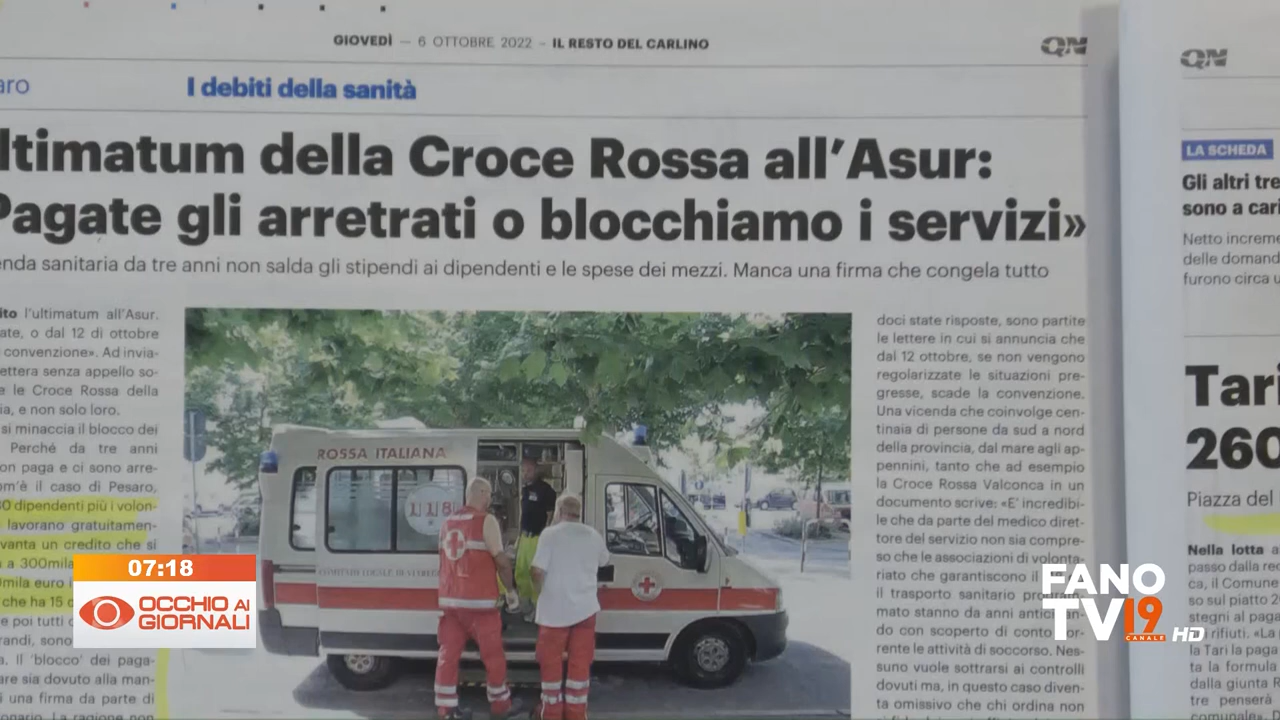 GIOVEDÌ — 6 OTTOBRE 2022 – IL RESTO DEL CARLINO
QN
aro
I debiti della sanità
ltimatum della Croce Rossa all'Asur:
Pagate gli arretrati o blocchiamo i servizi»
enda sanitaria da tre anni non salda gli stipendi ai dipendenti e le spese dei mezzi. Manca una firma che congela tutto
ito l'ultimatum all'Asur.
ate, o dal 12 di ottobre
convenzione». Ad invia-
ettera senza appello so-
e le Croce Rossa della
ia, e non solo loro.
si minaccia il blocco dei
Perché da tre anni
on paga e ci sono arre-
om'è il caso di Pesaro,
0 dipendenti più i volon-
lavorano gratuitamen-
vanta un credito che si
a a 300mila
mila euro i
che ha 15 d
e poi tutti
randi, sono
a. Il 'blocco' dei paga-
are sia dovuto alla man-
i una firma da parte di
onario. La ragione non
ROSSA ITALIANA
118
doci state risposte, sono partite
le lettere in cui si annuncia che
dal 12 ottobre, se non vengono
regolarizzate le situazioni pre-
gresse, scade la convenzione.
Una vicenda che coinvolge cen-
tinaia di persone da sud a nord
della provincia, dal mare agli ap-
pennini, tanto che ad esempio
la Croce Rossa Valconca in un
documento scrive: «E' incredibi-
le che da parte del medico diret-
tore del servizio non sia compre-
so che le associazioni di volonta-
riato che garantiscono il
il trasporto sanitario
mato stanno da anni
do con scoperto di conto cor-
rente le attività di soccorso. Nes-
suno vuole sottrarsi ai controlli
dovuti ma, in questo caso diven-
ta omissivo che chi ordina non
QN
LA SCHEDA
Gli altri tre
sono a cari
Netto increme
delle domand
furono circa u
Tari
260
Piazza del
Nella lotta a
passo dalla re
ca, il Comune
so sul piatto 2
stegni al paga
rifiuti. «La
la Tari la paga
ta la formula
dalla giunta R
tre penserà
comunale»
07:18
OCCHIO AI
GIORNALI
FANO
TV19
CANALE HD